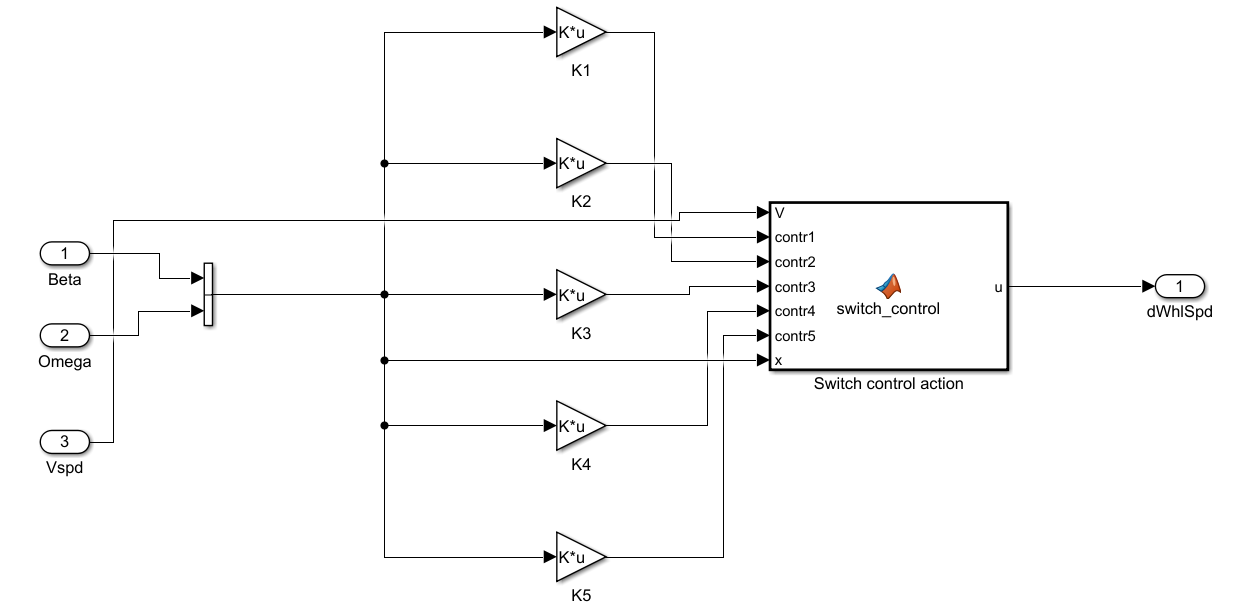 K*u
K1
K*u
K2
V
1
Beta
contr1
contr2
K*u
K3
contr3
switch_control
u
1
dWhlSpd
2
Omega
contr4
contr5
x
Switch control action
3
Vspd
K*u
K4
K*u
K5